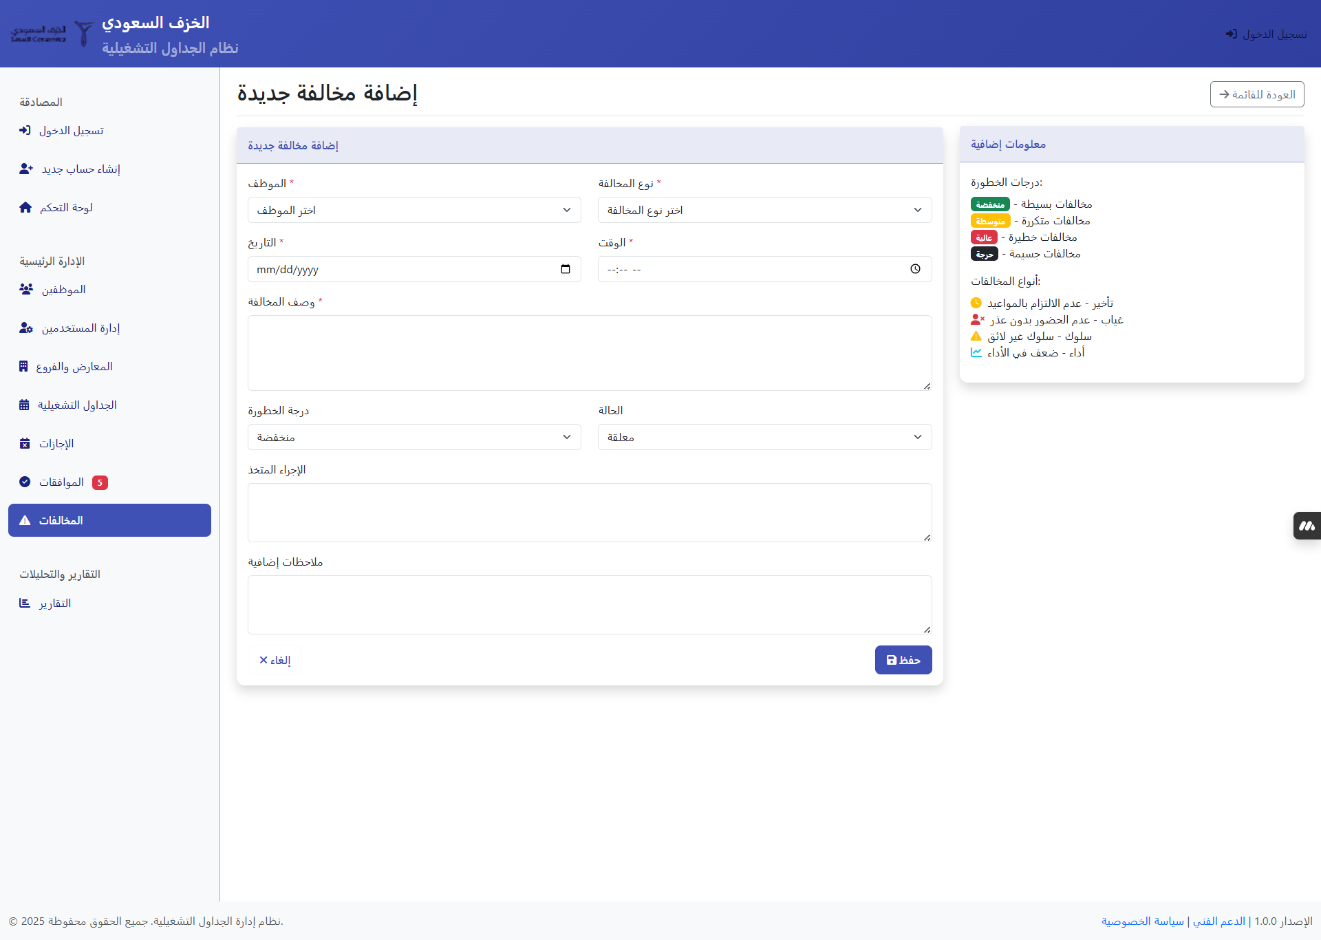 الخزف السعودي
Saudi Ceramics
الخزف السعودي
نظام الجداول التشغيلية
تسجيل الدخول
المصادقة
تسجيل الدخول
إنشاء حساب جديد
لوحة التحكم
الإدارة الرئيسية
الموظفين
إدارة المستخدمين
المعارض والفروع
الجداول التشغيلية
الإجازات
الموافقات 5
المخالفات
التقارير والتحليلات
التقارير
إضافة مخالفة جديدة
العودة للقائمة
إضافة مخالفة جديدة
الموظف *
اختر الموظف
نوع المخالفة *
اختر نوع المخالفة
التاريخ *
mm/dd/yyyy
الوقت *
--:-- --
وصف المخالفة *
درجة الخطورة
منخفضة
الحالة
معلقة
الإجراء المتخذ
ملاحظات إضافية
إلغاء
حفظ
معلومات إضافية
درجات الخطورة:
منخفضة - مخالفات بسيطة
متوسطة - مخالفات متكررة
عالية - مخالفات خطيرة
حرجة - مخالفات جسيمة
أنواع المخالفات:
تأخير - عدم الالتزام بالمواعيد
غياب - عدم الحضور بدون عذر
سلوك - سلوك غير لائق
أداء - ضعف في الأداء
© 2025 نظام إدارة الجداول التشغيلية. جميع الحقوق محفوظة.
الإصدار 1.0.0 | الدعم الفني | سياسة الخصوصية